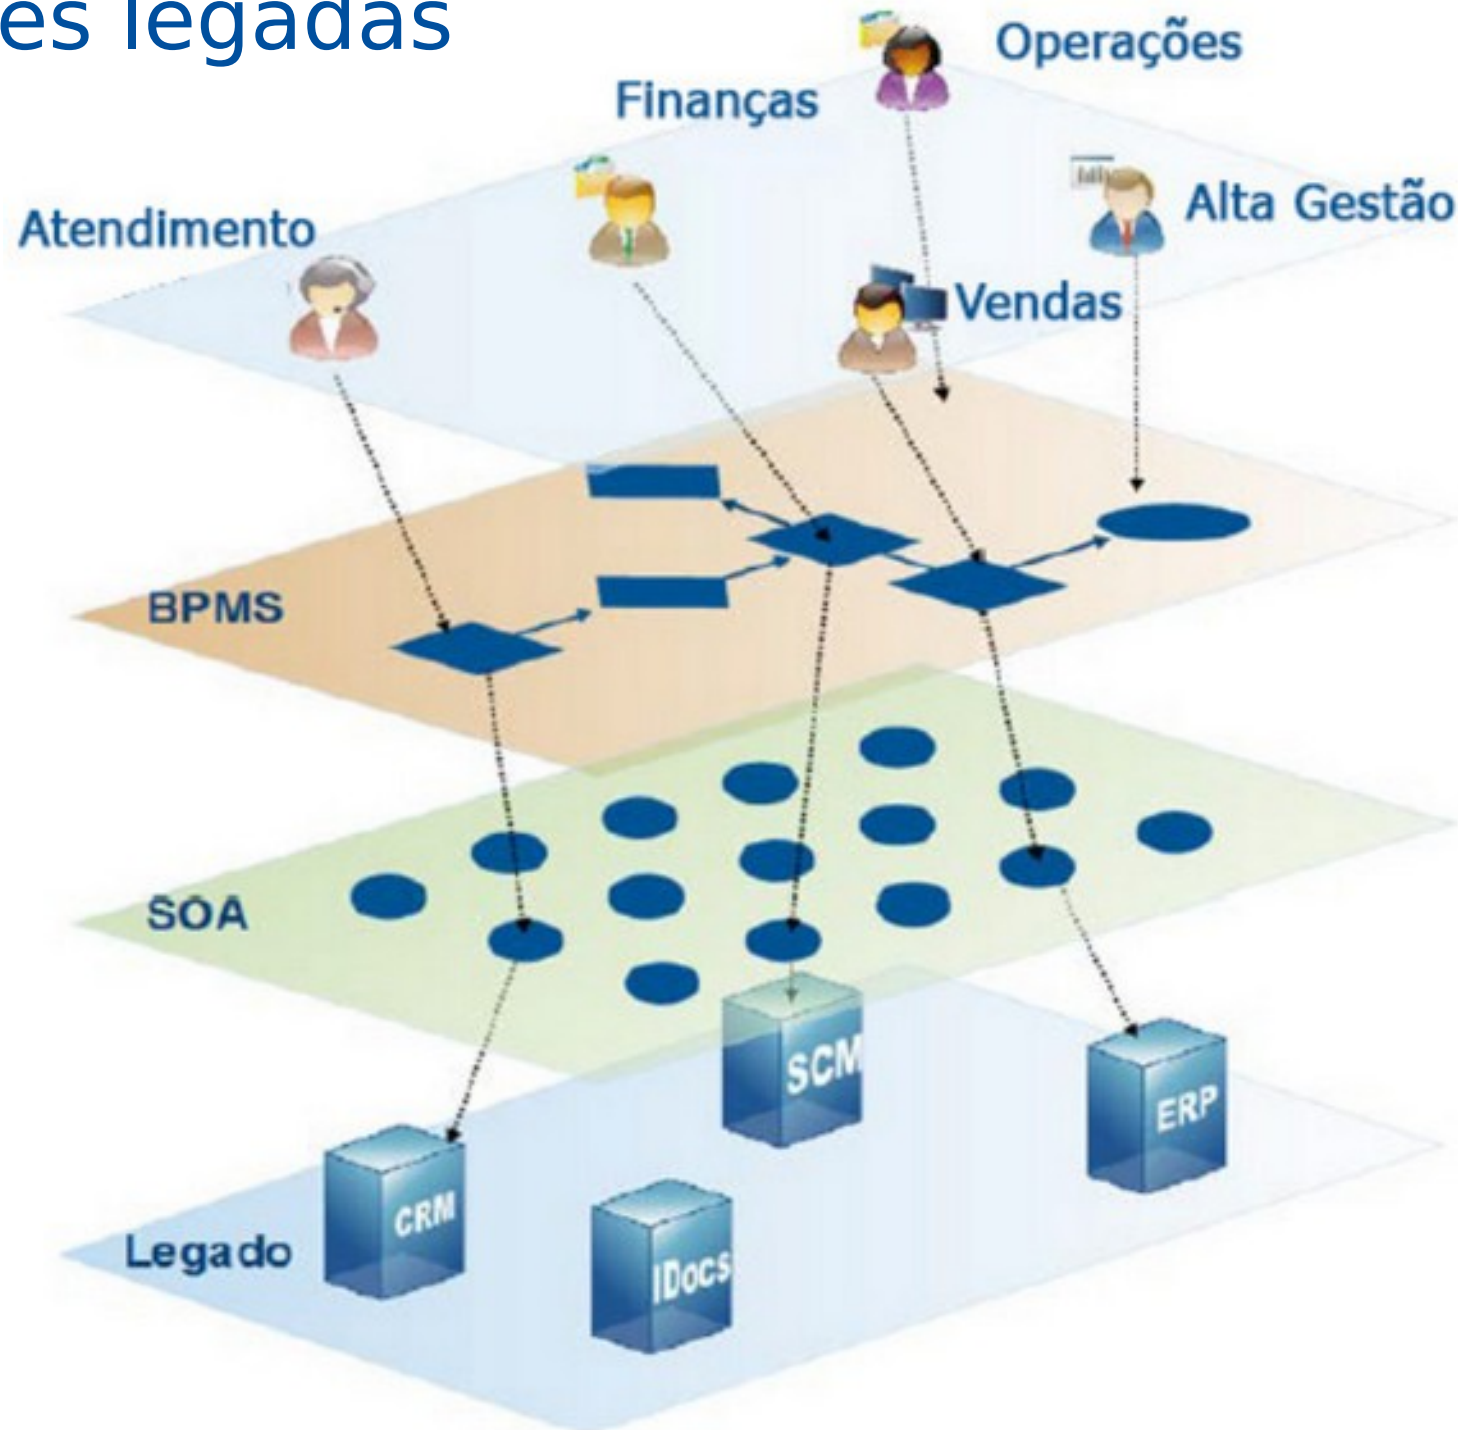 es legadas
Operações
Finanças
Alta Gestão
Atendimento
Vendas
BPMS
SOA
SCM
ERP
CRM
Legado
IDocs